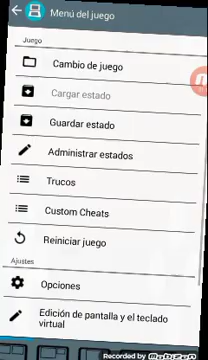 Menú del juego
Juego
Cambio de juego
Cargar estado
Guardar estado
Administrar estados
Trucos
Custom Cheats
Reiniciar juego
Ajustes
Opciones
Edición de pantalla y el teclado
virtual
Recorded by Mobizen